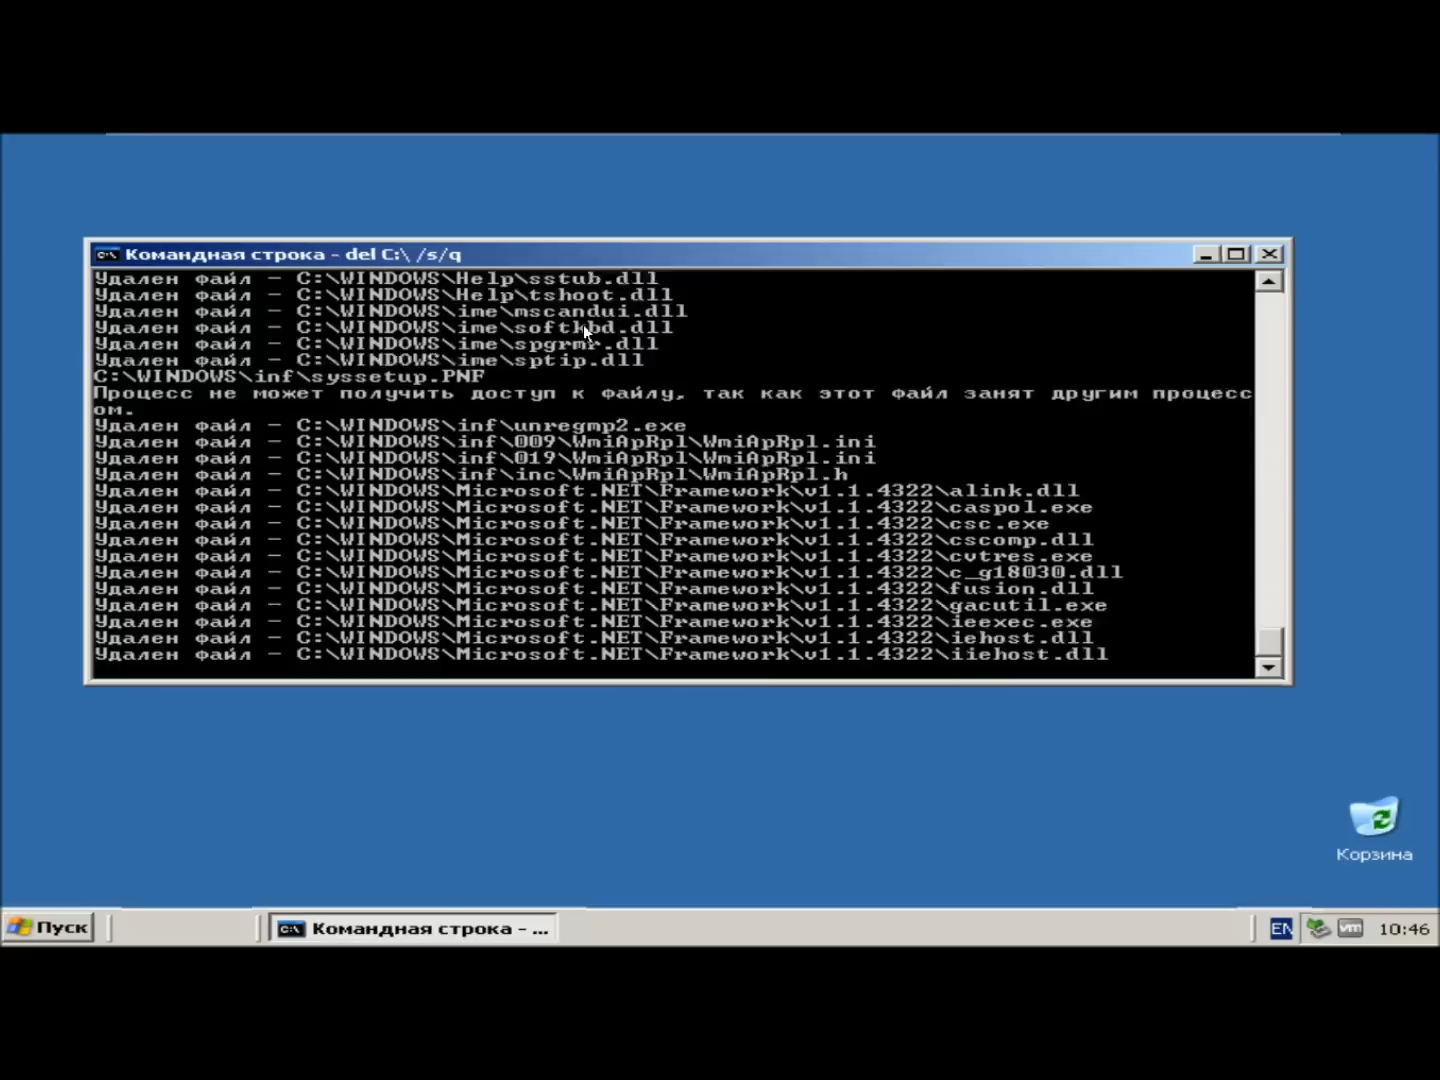 Командная строка - del C:\ /s/q
Удален файл - C:\WINDOWS\Help\sstub.dll
Удален файл - C:\WINDOWS\Help\tshoot.dll
Удален файл - C:\WINDOWS\ime\mscandui.dll
Удален файл - C:\WINDOWS\ime\softkbd.dll
Удален файл - C:\WINDOWS\ime\spgrmr.dll
Удален файл - C:\WINDOWS\ime\sptip.dll
C:\WINDOWS\inf\syssetup.PNF
Процесс не может получить доступ к файлу, так как этот файл занят другим процесс
ом.
Удален файл - C:\WINDOWS\inf\unregmp2.exe
Удален файл - C:\WINDOWS\inf\009\WmiApRpl\WmiApRpl.ini
Удален файл - C:\WINDOWS\inf\019\WmiApRpl\WmiApRpl.ini
Удален файл - C:\WINDOWS\inf\inc\WmiApRpl\WmiApRpl.h
Удален файл - C:\WINDOWS\Microsoft.NET\Framework\v1.1.4322\alink.dll
Удален файл - C:\WINDOWS\Microsoft.NET\Framework\v1.1.4322\caspol.exe
Удален файл - C:\WINDOWS\Microsoft.NET\Framework\v1.1.4322\csc.exe
Удален файл - C:\WINDOWS\Microsoft.NET\Framework\v1.1.4322\cscomp.dll
Удален файл - C:\WINDOWS\Microsoft.NET\Framework\v1.1.4322\cvtres.exe
Удален файл - C:\WINDOWS\Microsoft.NET\Framework\v1.1.4322\c_g18030.dll
Удален файл - C:\WINDOWS\Microsoft.NET\Framework\v1.1.4322\fusion.dll
Удален файл - C:\WINDOWS\Microsoft.NET\Framework\v1.1.4322\gacutil.exe
Удален файл - C:\WINDOWS\Microsoft.NET\Framework\v1.1.4322\ieexec.exe
Удален файл - C:\WINDOWS\Microsoft.NET\Framework\v1.1.4322\iehost.dll
Удален файл - C:\WINDOWS\Microsoft.NET\Framework\v1.1.4322\iiehost.dll
Корзина
Пуск
Командная строка - ...
EN
vm
10:46